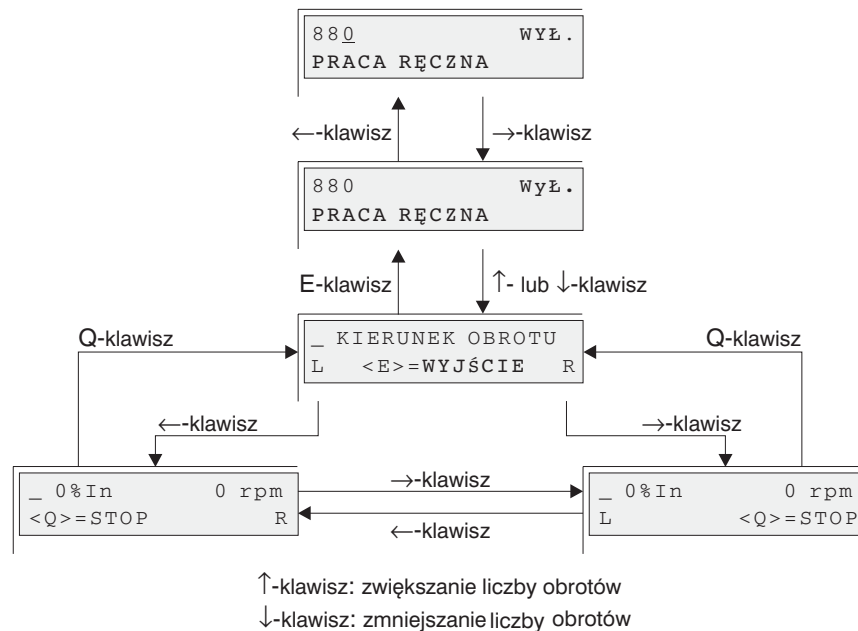 880 WYŁ.
PRACA RĘCZNA
←-klawisz →-klawisz
880 WyŁ.
PRACA RĘCZNA
E-klawisz ↑- lub ↓-klawisz
Q-klawisz Q-klawisz
_ KIERUNEK OBROTU
L <E>=WYJŚCIE R
←-klawisz →-klawisz
_ 0%In 0 rpm
<Q>=STOP R
→-klawisz
←-klawisz
_ 0%In 0 rpm
L <Q>=STOP
↑-klawisz: zwiększanie liczby obrotów
↓-klawisz: zmniejszanie liczby obrotów